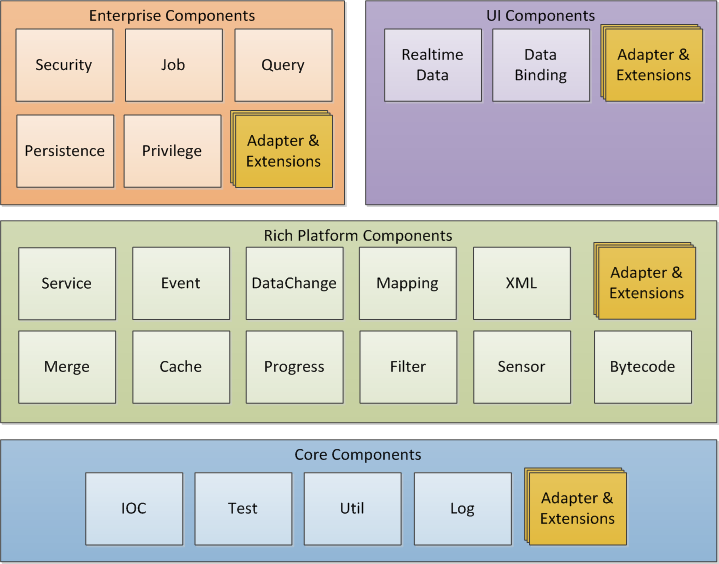 Enterprise Components
Security
Job
Query
Persistence
Privilege
Adapter &
Extensions
UI Components
Realtime
Data
Data
Binding
Adapter &
Extensions
Rich Platform Components
Service
Event
DataChange
Mapping
XML
Adapter &
Extensions
Merge
Cache
Progress
Filter
Sensor
Bytecode
Core Components
IOC
Test
Util
Log
Adapter &
Extensions